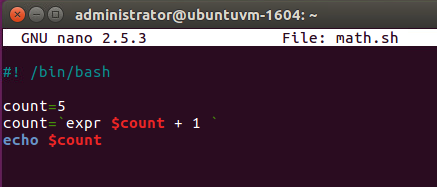 administrator@ubuntuvm-1604: ~
GNU nano 2.5.3 File: math.sh
#! /bin/bash
count=5
count=`expr $count + 1 `
echo $count